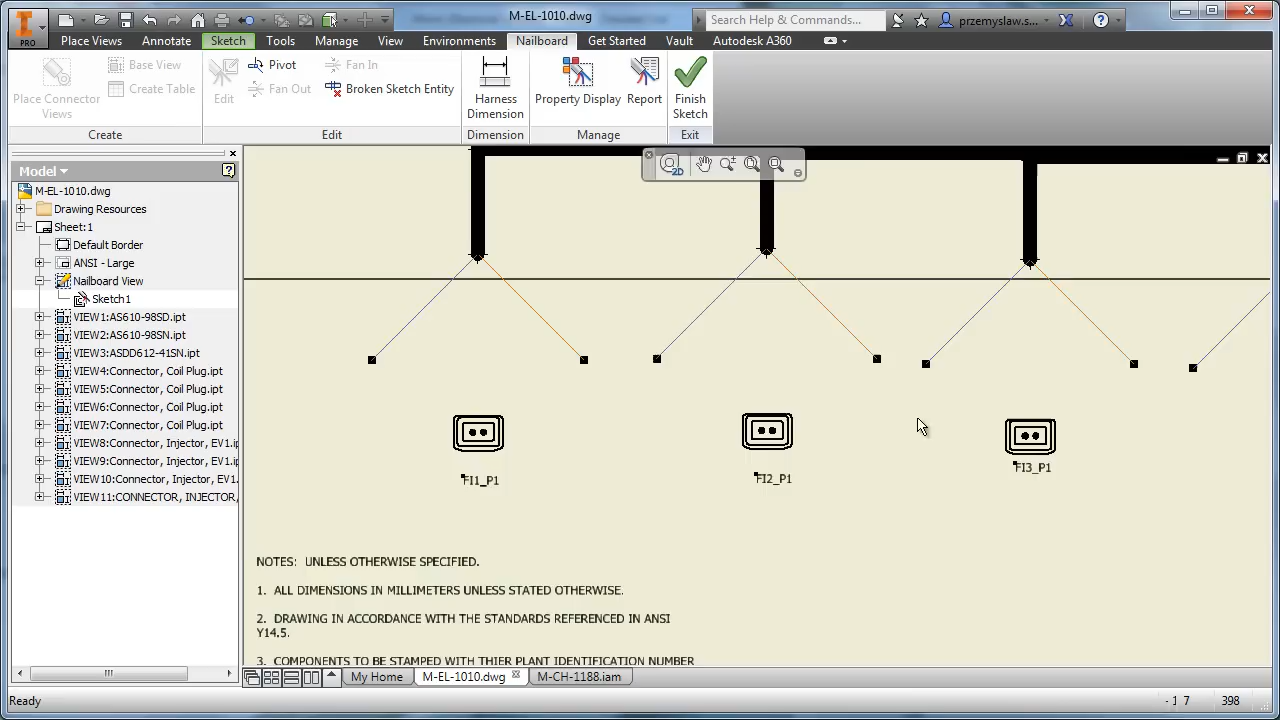 M-EL-1010.dwg
Search Help & Commands...
przemyslaw.s...
PRO
Place Views
Annotate
Sketch
Tools
Manage
View
Environments
Nailboard
Get Started
Vault
Autodesk A360
Place Connector
Views
Base View
Create Table
Edit
Pivot
Fan Out
Fan In
Broken Sketch Entity
Harness
Dimension
Property Display
Report
Finish
Sketch
Create
Edit
Dimension
Manage
Exit
Model
M-EL-1010.dwg
Drawing Resources
Sheet:1
Default Border
ANSI - Large
Nailboard View
Sketch1
VIEW1:AS610-98SD.ipt
VIEW2:AS610-98SN.ipt
VIEW3:ASDD612-41SN.ipt
VIEW4:Connector, Coil Plug.ipt
VIEW5:Connector, Coil Plug.ipt
VIEW6:Connector, Coil Plug.ipt
VIEW7:Connector, Coil Plug.ipt
VIEW8:Connector, Injector, EV1.ip
VIEW9:Connector, Injector, EV1.ip
VIEW10:Connector, Injector, EV1.
VIEW11:CONNECTOR, INJECTOR,
2D
FI1_P1
FI2_P1
FI3_P1
NOTES: UNLESS OTHERWISE SPECIFIED.
1. ALL DIMENSIONS IN MILLIMETERS UNLESS STATED OTHERWISE.
2. DRAWING IN ACCORDANCE WITH THE STANDARDS REFERENCED IN ANSI
Y14.5.
3. COMPONENTS TO BE STAMPED WITH THIER PLANT IDENTIFICATION NUMBER
My Home
M-EL-1010.dwg
M-CH-1188.iam
Ready
- 1 7
398